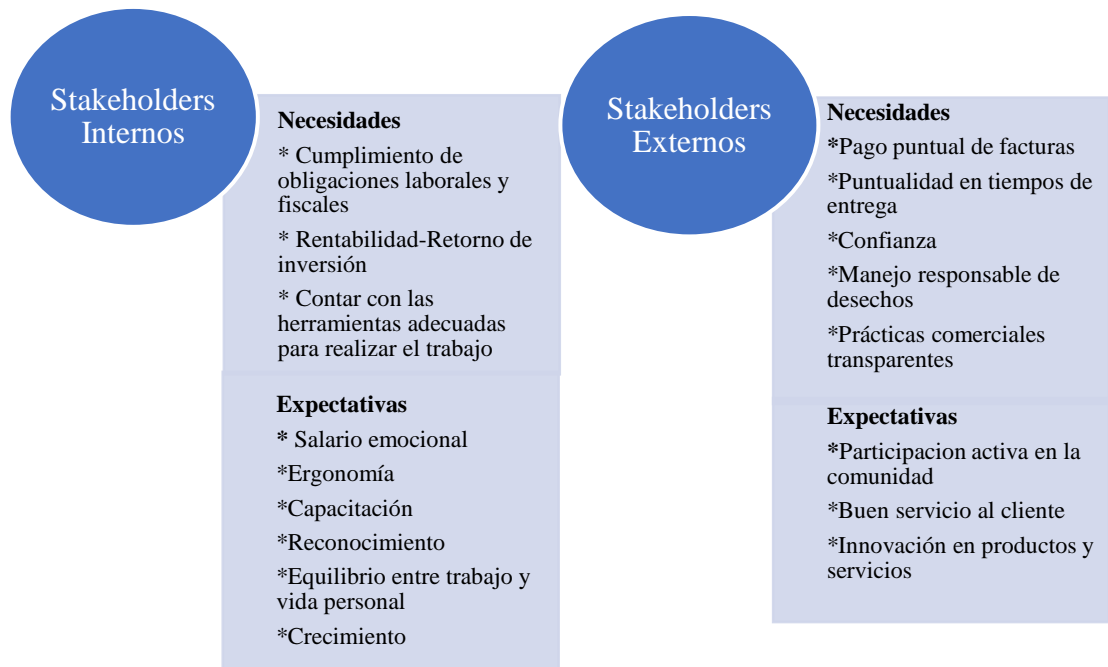 Stakeholders
Internos
Necesidades
* Cumplimiento de
obligaciones laborales y
fiscales
* Rentabilidad-Retorno de
inversión
* Contar con las
herramientas adecuadas
para realizar el trabajo
Expectativas
* Salario emocional
*Ergonomía
*Capacitación
*Reconocimiento
*Equilibrio entre trabajo y
vida personal
*Crecimiento
Stakeholders
Externos
Necesidades
*Pago puntual de facturas
*Puntualidad en tiempos de
entrega
*Confianza
*Manejo responsable de
desechos
*Prácticas comerciales
transparentes
Expectativas
*Participacion activa en la
comunidad
*Buen servicio al cliente
*Innovación en productos y
servicios